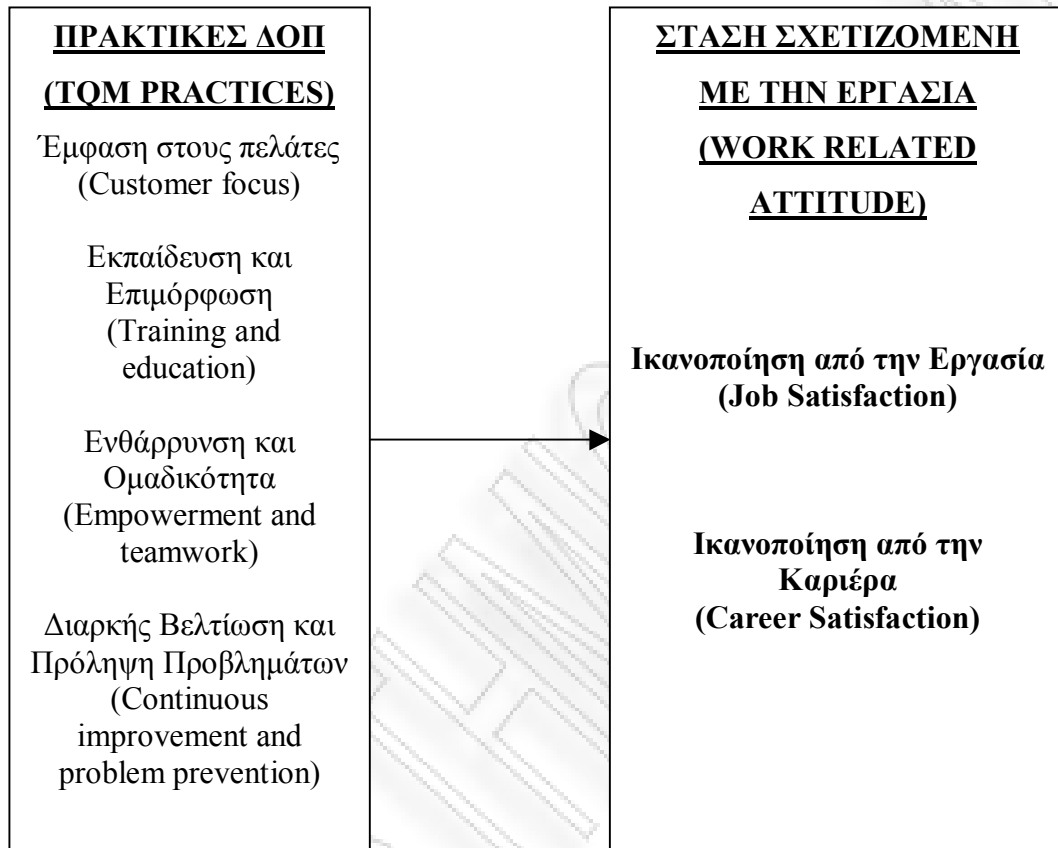 ΠΡΑΚΤΙΚΕΣ ΔΟΠ
(TQM PRACTICES)
Έμφαση στους πελάτες
(Customer focus)
Εκπαίδευση και
Επιμόρφωση
(Training and
education)
Ενθάρρυνση και
Ομαδικότητα
(Empowerment and
teamwork)
Διαρκής Βελτίωση και
Πρόληψη Προβλημάτων
(Continuous
improvement and
problem prevention)
ΣΤΑΣΗ ΣΧΕΤΙΖΟΜΕΝΗ
ΜΕ ΤΗΝ ΕΡΓΑΣΙΑ
(WORK RELATED
ATTITUDE)
Ικανοποίηση από την Εργασία
(Job Satisfaction)
Ικανοποίηση από την
Καριέρα
(Career Satisfaction)